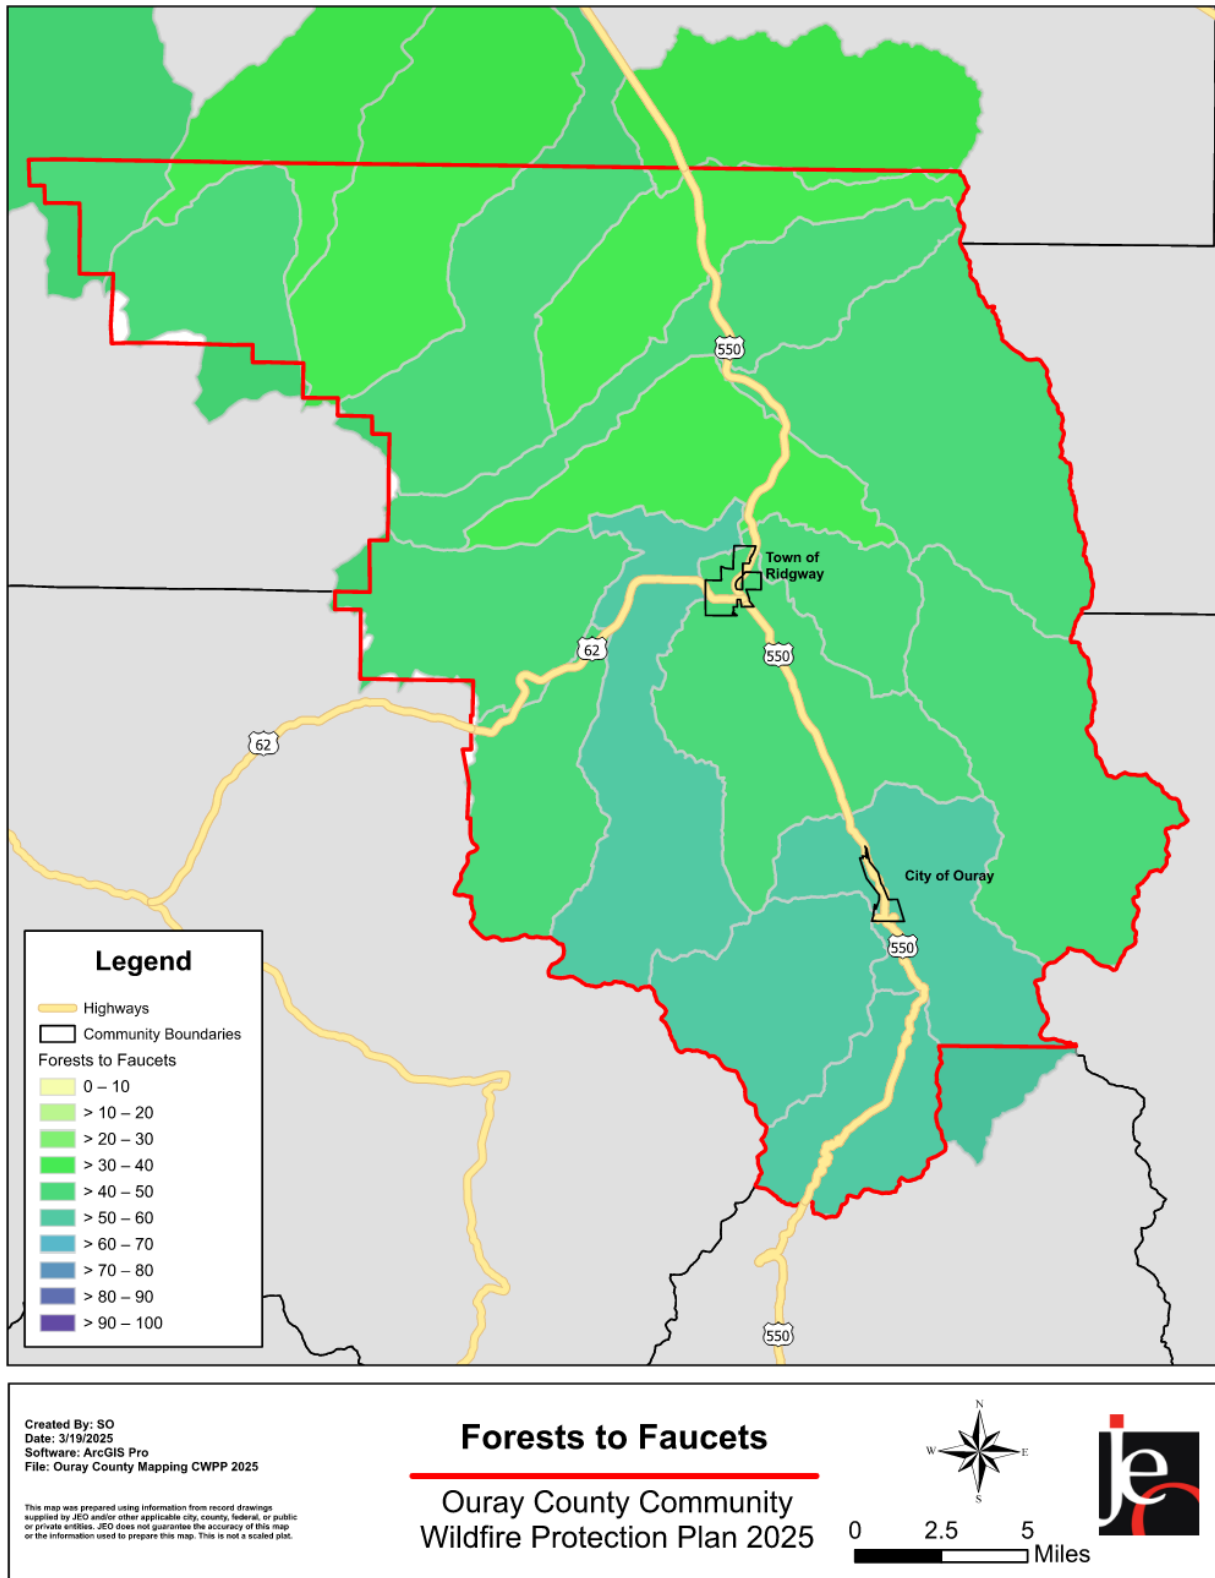 550
Town of
Ridgway
62
550
62
City of Ouray
550
550
Legend
Highways
Community Boundaries
Forests to Faucets
0 – 10
> 10 – 20
> 20 – 30
> 30 – 40
> 40 – 50
> 50 – 60
> 60 – 70
> 70 – 80
> 80 – 90
> 90 – 100
Created By: SO
Date: 3/19/2025
Software: ArcGIS Pro
File: Ouray County Mapping CWPP 2025
This map was prepared using information from record drawings
supplied by JEO and/or other applicable city, county, federal, or public
or private entities. JEO does not guarantee the accuracy of this map
or the information used to prepare this map. This is not a scaled plat.
Forests to Faucets
Ouray County Community
Wildfire Protection Plan 2025
N
W E
S
0 2.5 5
Miles
jeo